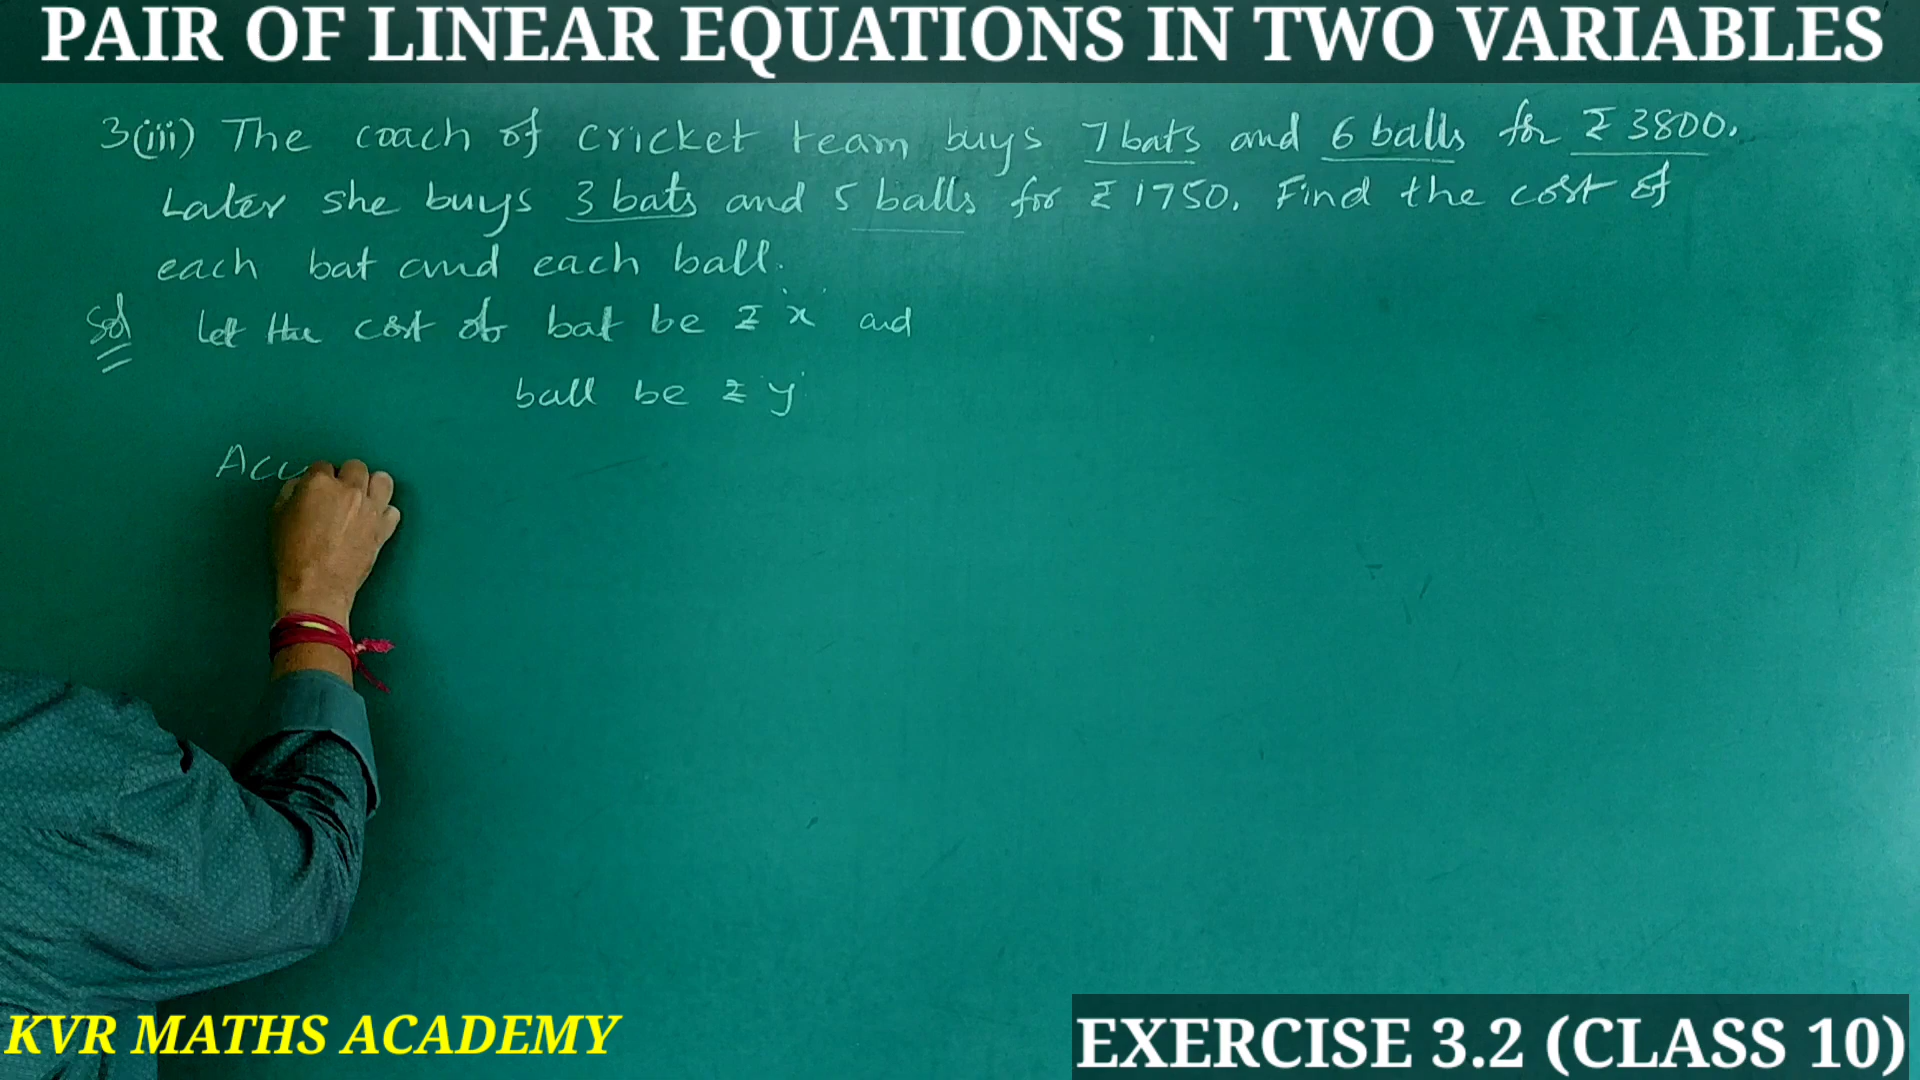 PAIR OF LINEAR EQUATIONS IN TWO VARIABLES
3(iii) The coach of cricket team buys 7 bats and 6 balls for ₹ 3800.
Later she buys 3 bats and 5 balls for ₹ 1750. Find the cost of
each bat and each ball.
Sol let the cost of bat be ₹ 'x' and
ball be ₹ 'y'
Acc
KVR MATHS ACADEMY
EXERCISE 3.2 (CLASS 10)